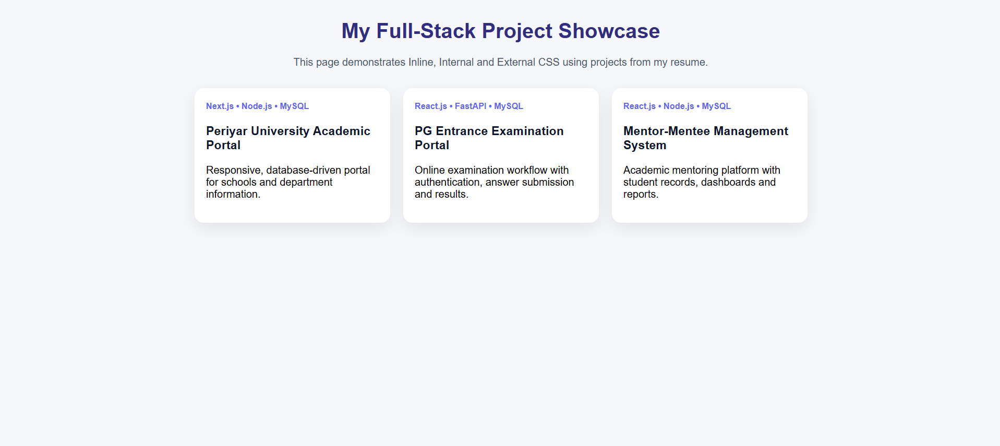 My Full-Stack Project Showcase
This page demonstrates Inline, Internal and External CSS using projects from my resume.
Next.js • Node.js • MySQL
Periyar University Academic
Portal
Responsive, database-driven portal
for schools and department
information.
React.js • FastAPI • MySQL
PG Entrance Examination
Portal
Online examination workflow with
authentication, answer submission
and results.
React.js • Node.js • MySQL
Mentor-Mentee Management
System
Academic mentoring platform with
student records, dashboards and
reports.